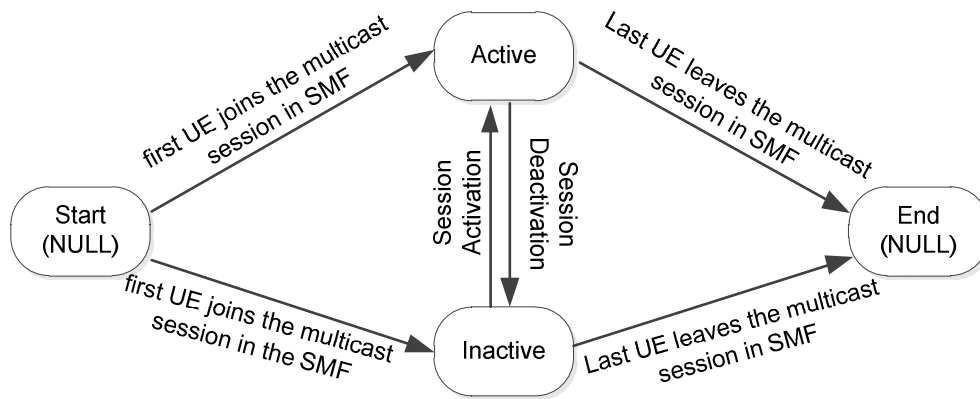 first UE joins the multicast
session in SMF
Active
Last UE leaves the multicast
session in SMF
Start
(NULL)
Session
Activation
Session
Deactivation
End
(NULL)
first UE joins the multicast
session in the SMF
Inactive
Last UE leaves the multicast
session in SMF